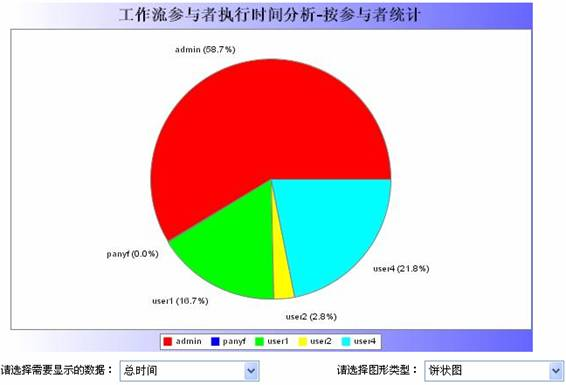 工作流参与者执行时间分析-按参与者统计
admin (58.7%)
panyf (0.0%)
user4 (21.8%)
user1 (16.7%)
user2 (2.8%)
admin panyf user1 user2 user4
请选择需要显示的数据： 总时间 请选择图形类型： 饼状图